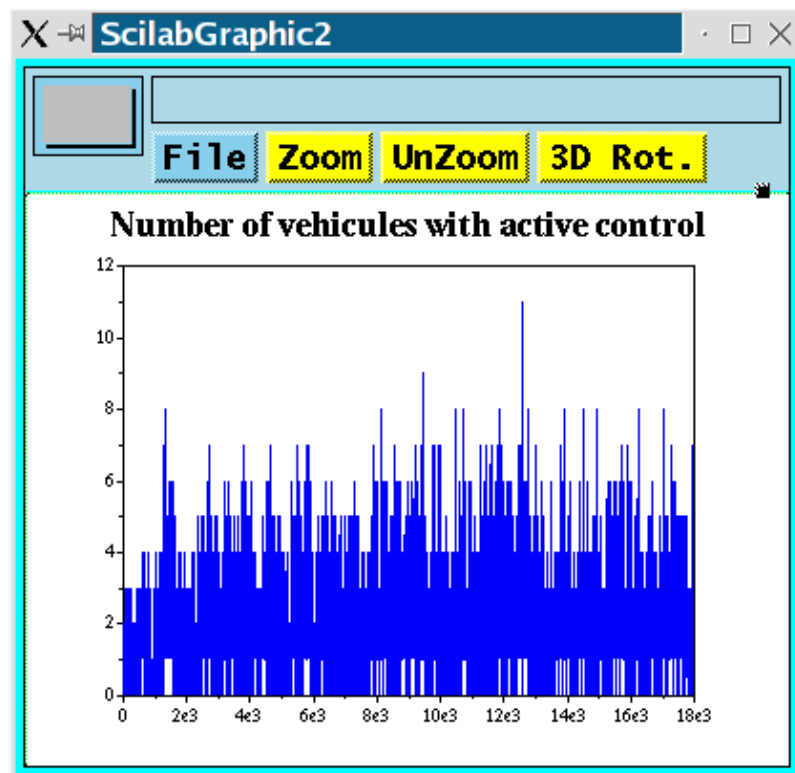 ScilabGraphic2
File Zoom UnZoom 3D Rot.
Number of vehicules with active control
12
10
8
6
4
2
0
0 2e3 4e3 6e3 8e3 10e3 12e3 14e3 16e3 18e3